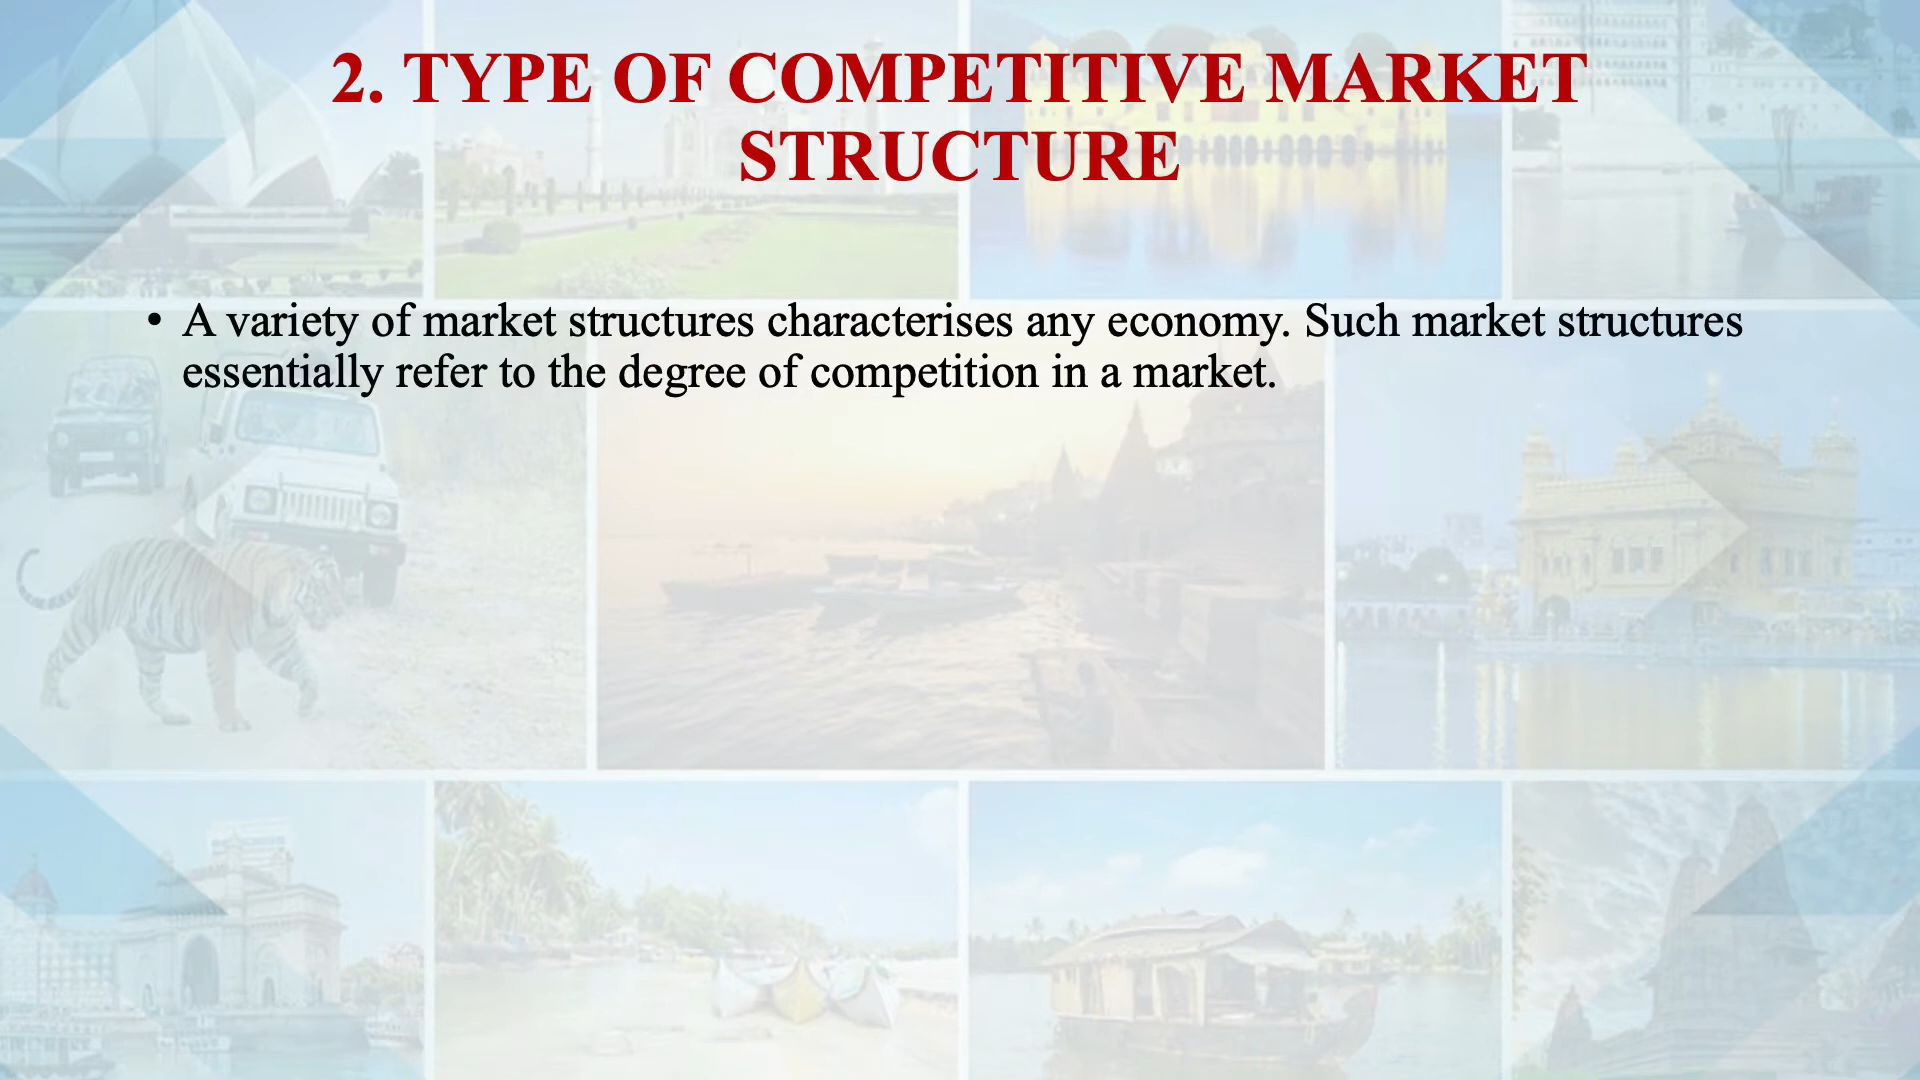 2. TYPE OF COMPETITIVE MARKET
STRUCTURE
• A variety of market structures characterises any economy. Such market structures
essentially refer to the degree of competition in a market.